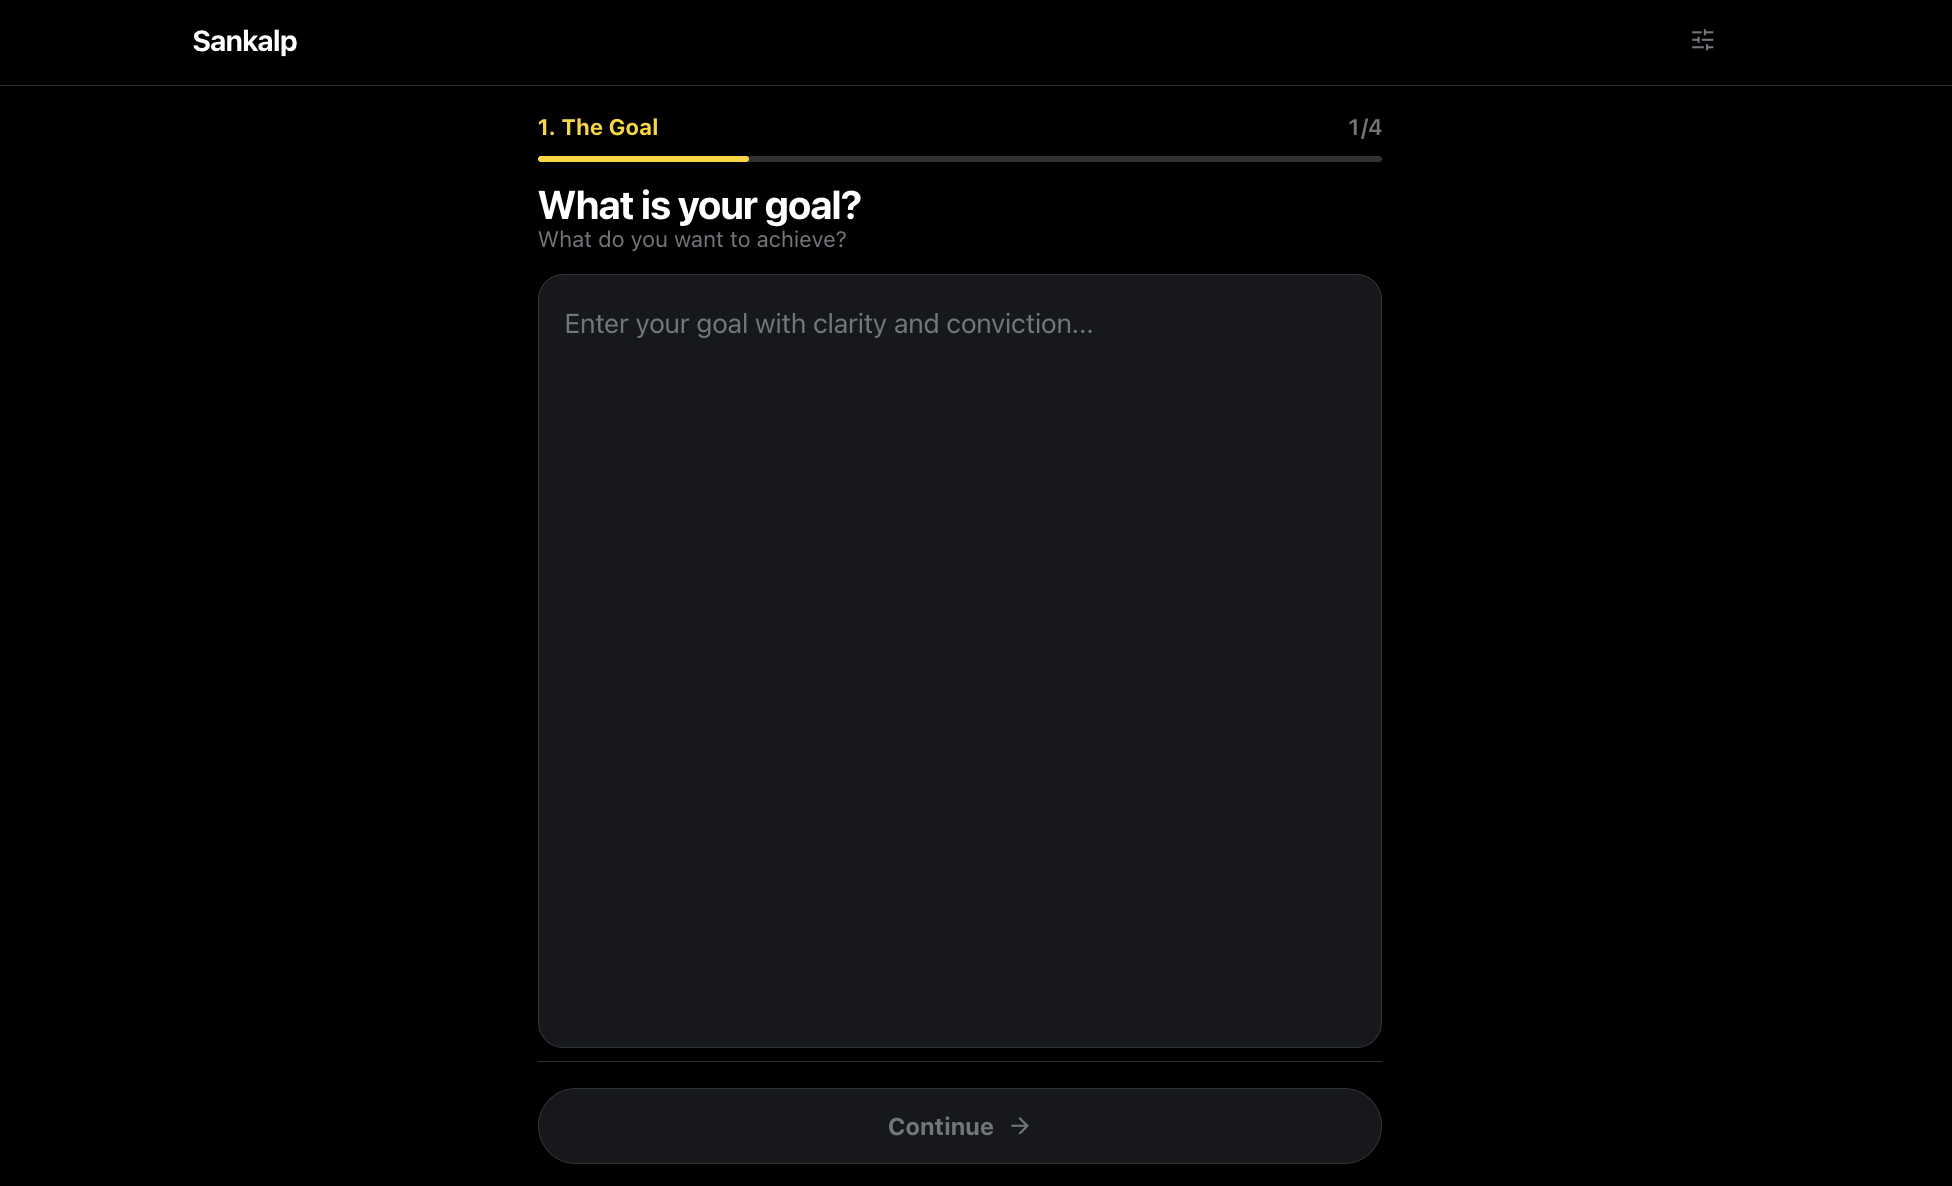 Sankalp
1. The Goal
1/4
What is your goal?
What do you want to achieve?
Enter your goal with clarity and conviction...
Continue